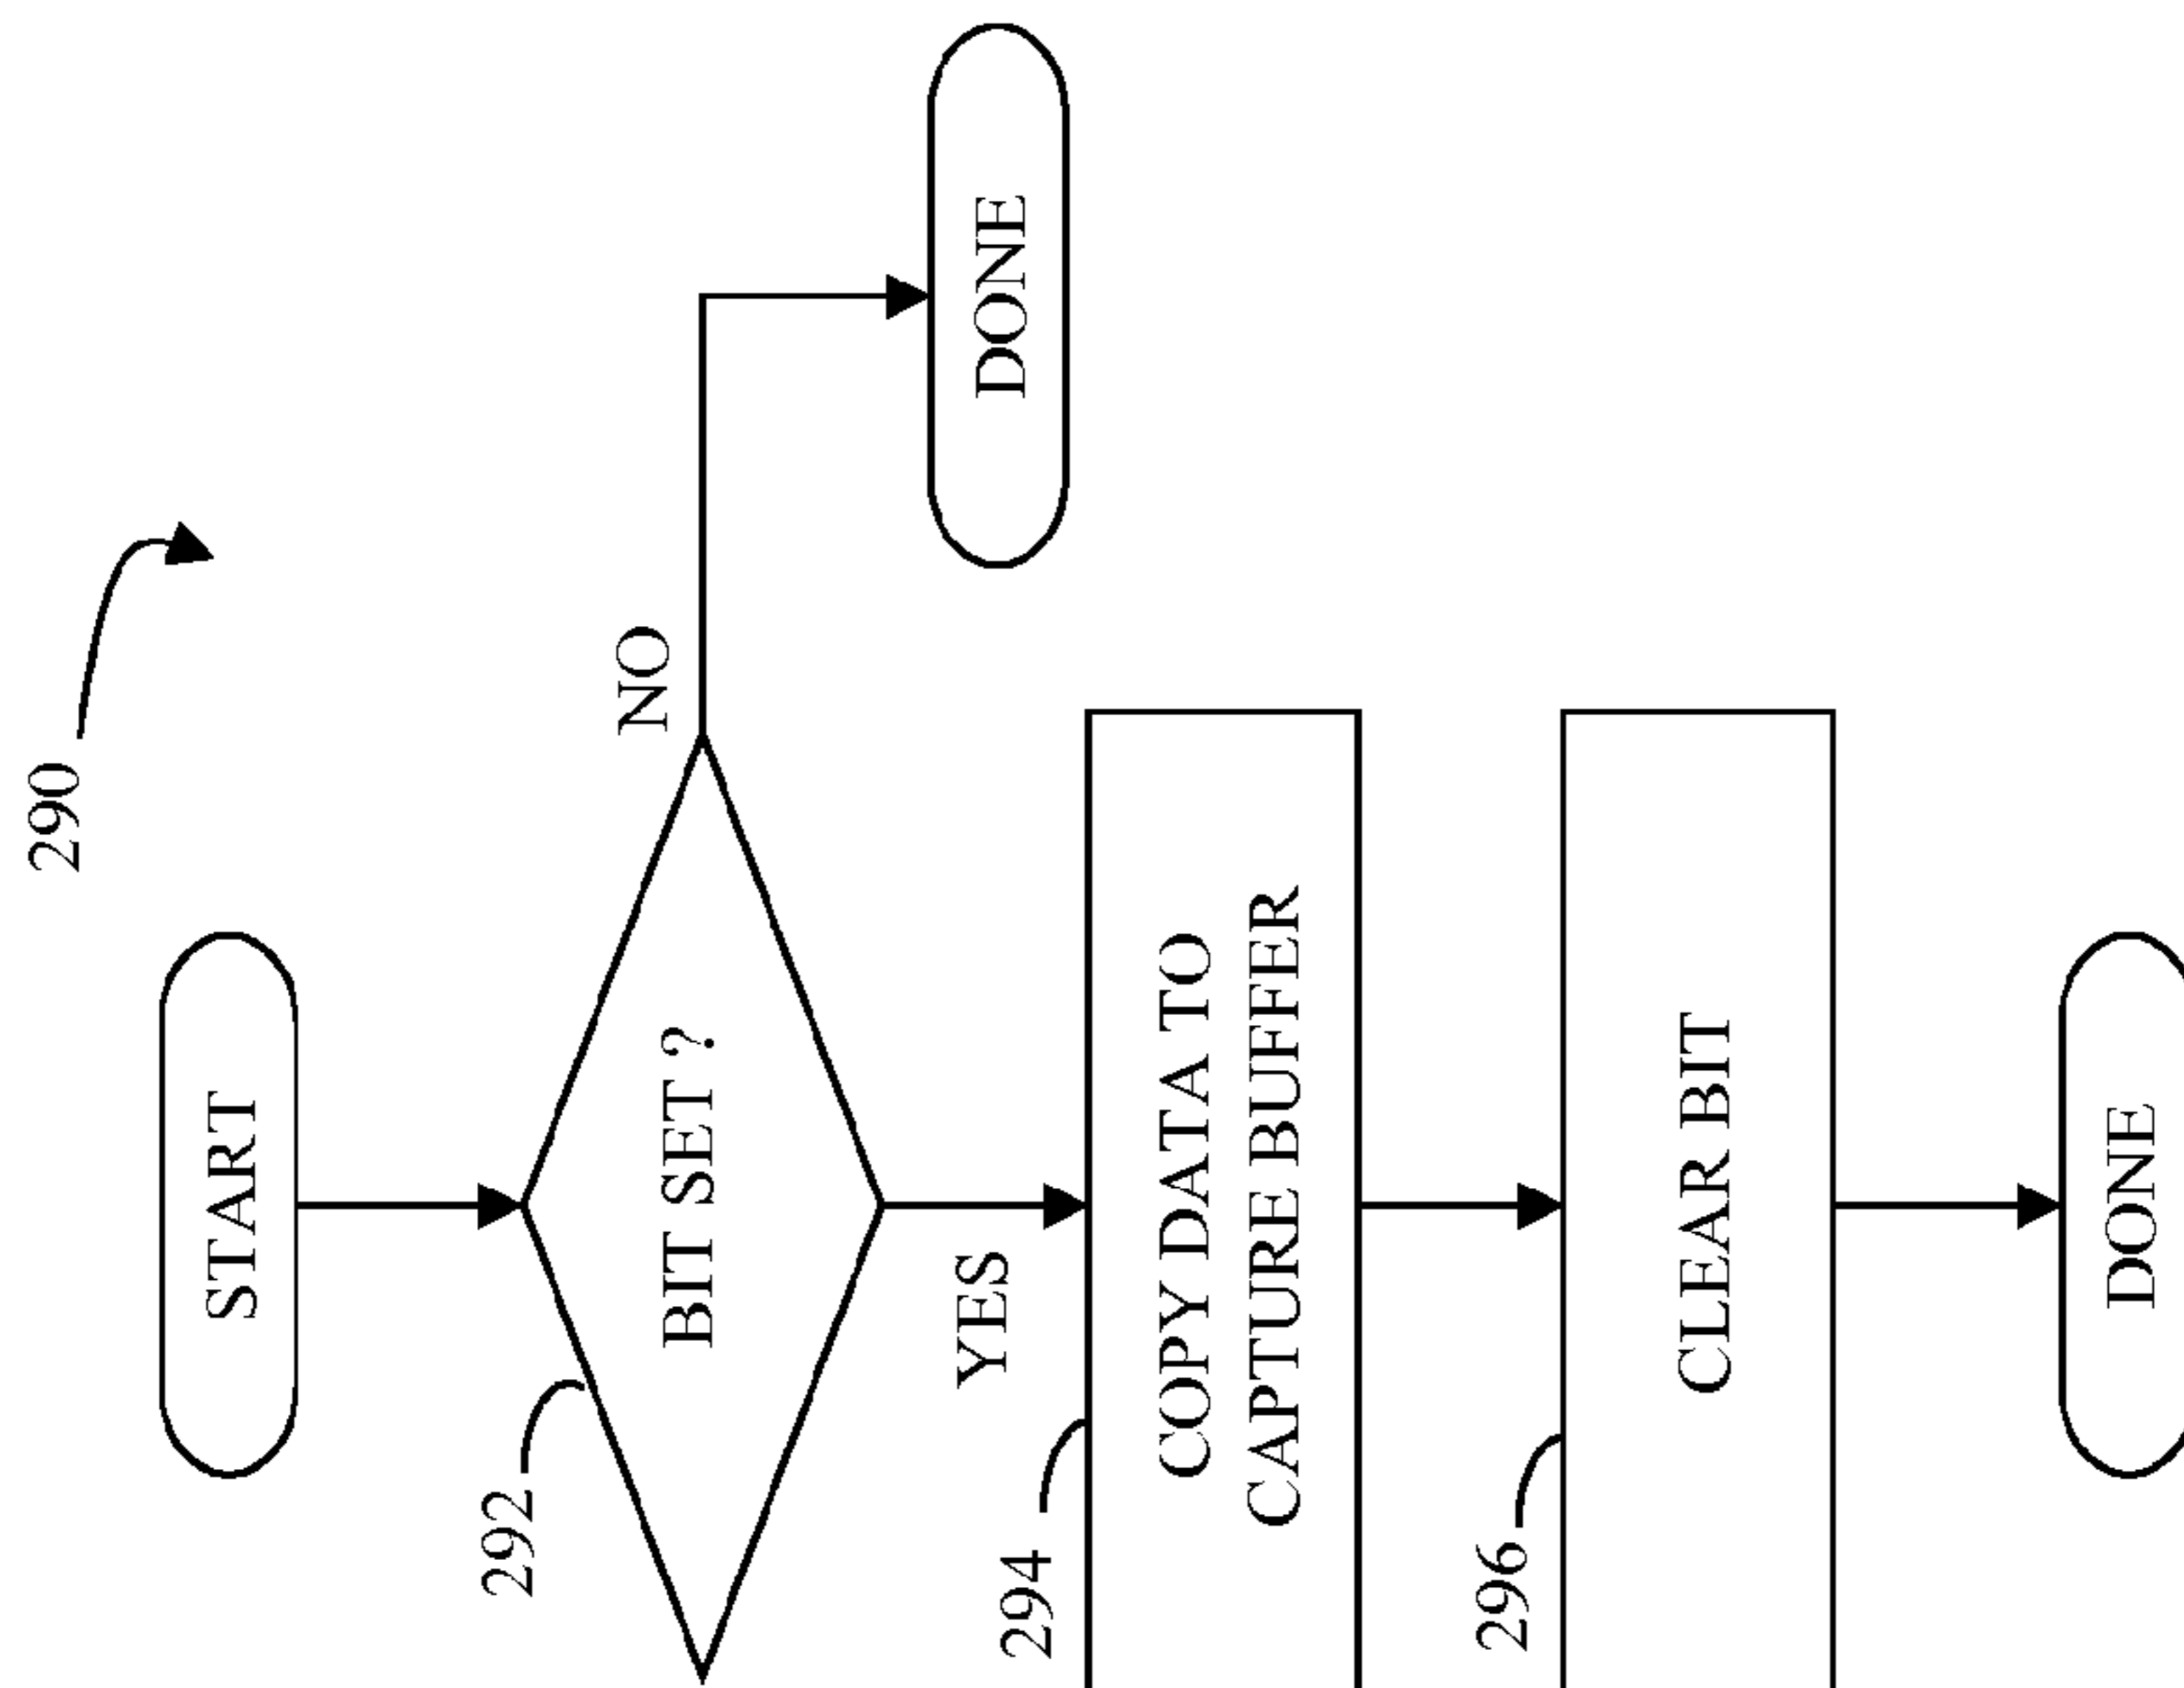 290
START
292
BIT SET ?
NO
DONE
YES
294
COPY DATA TO
CAPTURE BUFFER
296
CLEAR BIT
DONE